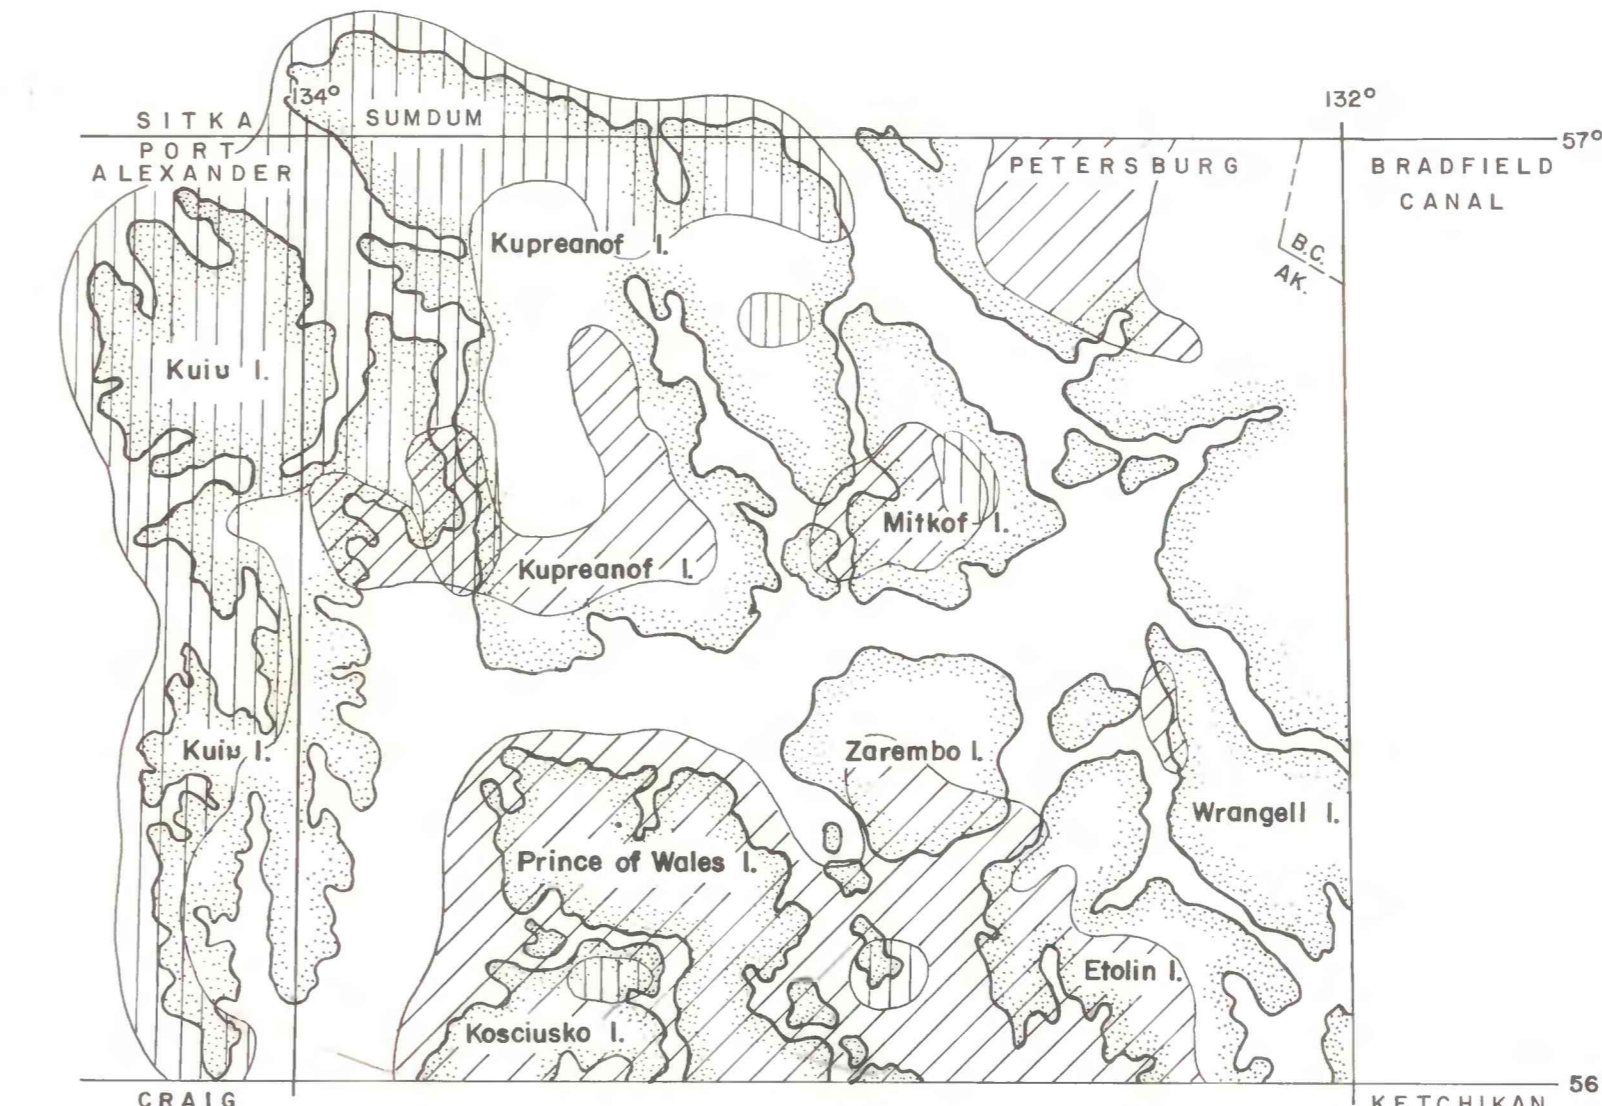 134°
132°
SITKA
SUMDUM
57°
PORT
ALEXANDER
PETERSBURG
BRADFIELD
CANAL
Kupreanof I.
B.C.
AK.
Kuiu I.
Mitkof I.
Kupreanof I.
Kuiu I.
Zarembo I.
Wrangell I.
Prince of Wales I.
Etolin I.
Kosciusko I.
56
CRAIG
KETCHIKAN